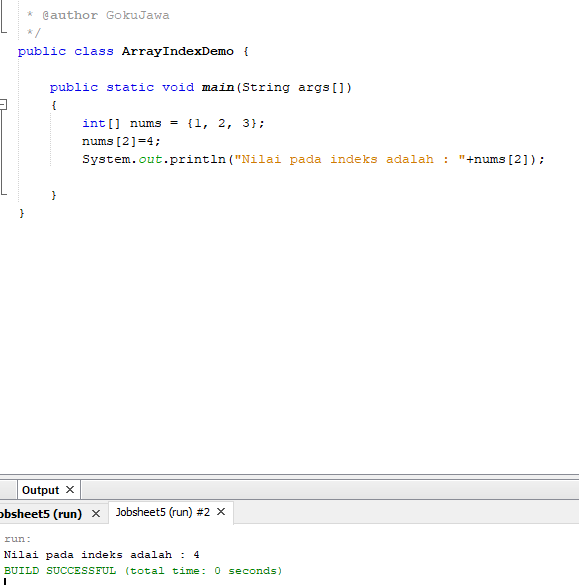 * @author GokuJawa
*/
public class ArrayIndexDemo {
public static void main(String args[])
{
int[] nums = {1, 2, 3};
nums[2]=4;
System.out.println("Nilai pada indeks adalah : "+nums[2]);
}
}
Output ×
obsheet5 (run) × Jobsheet5 (run) #2 ×
run:
Nilai pada indeks adalah : 4
BUILD SUCCESSFUL (total time: 0 seconds)